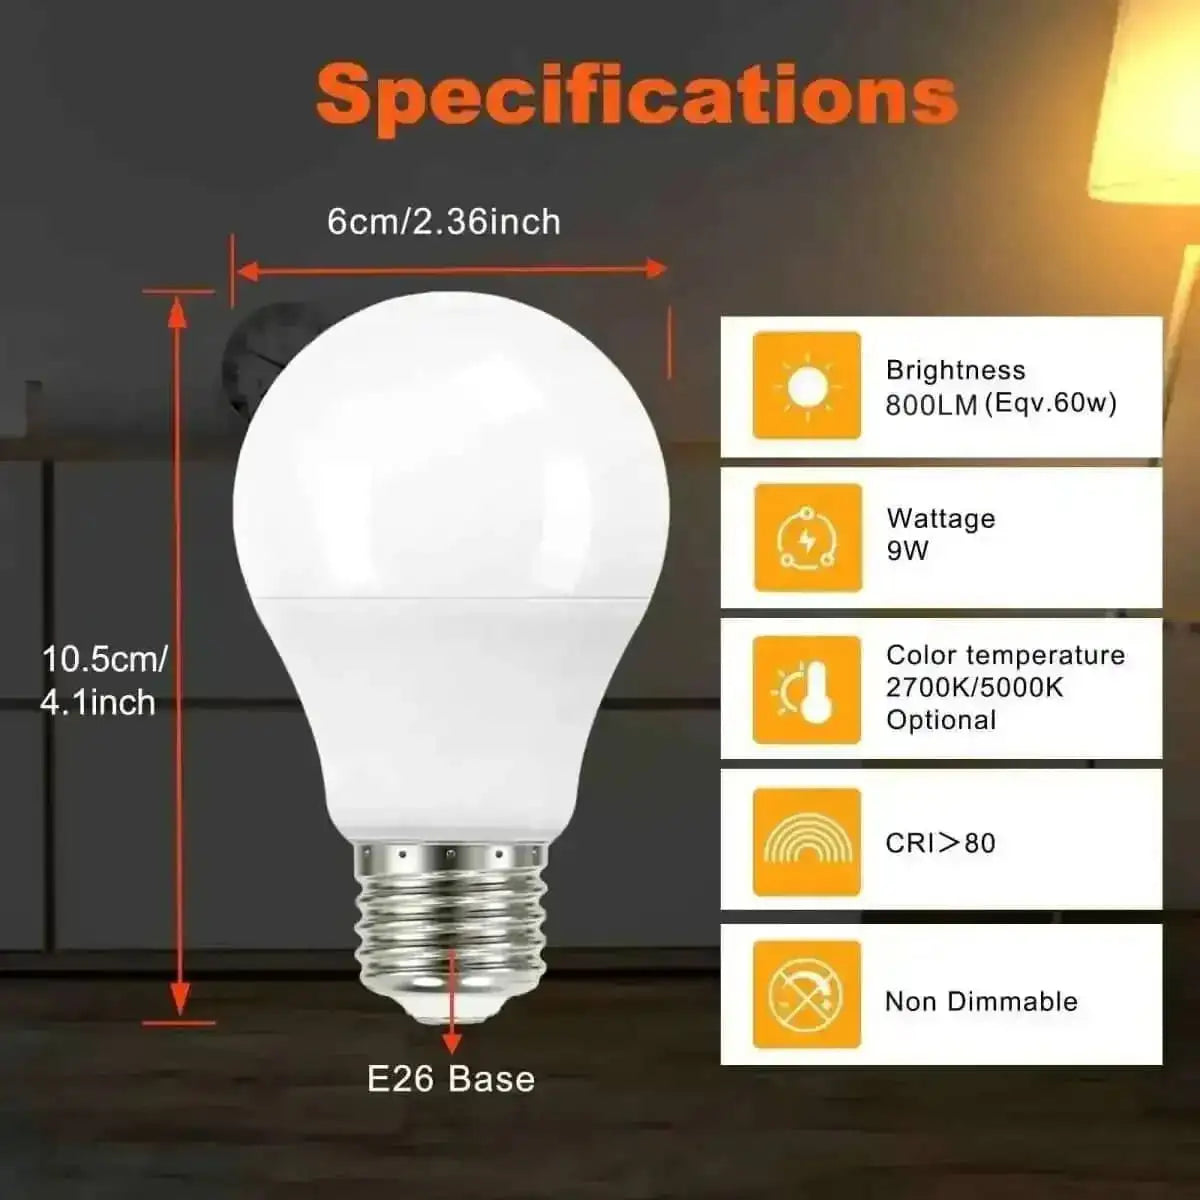 Specifications
6cm/2.36inch
10.5cm/
4.1inch
E26 Base
Brightness
800LM (Eqv.60w)
Wattage
9W
Color temperature
2700K/5000K
Optional
CRI＞80
Non Dimmable